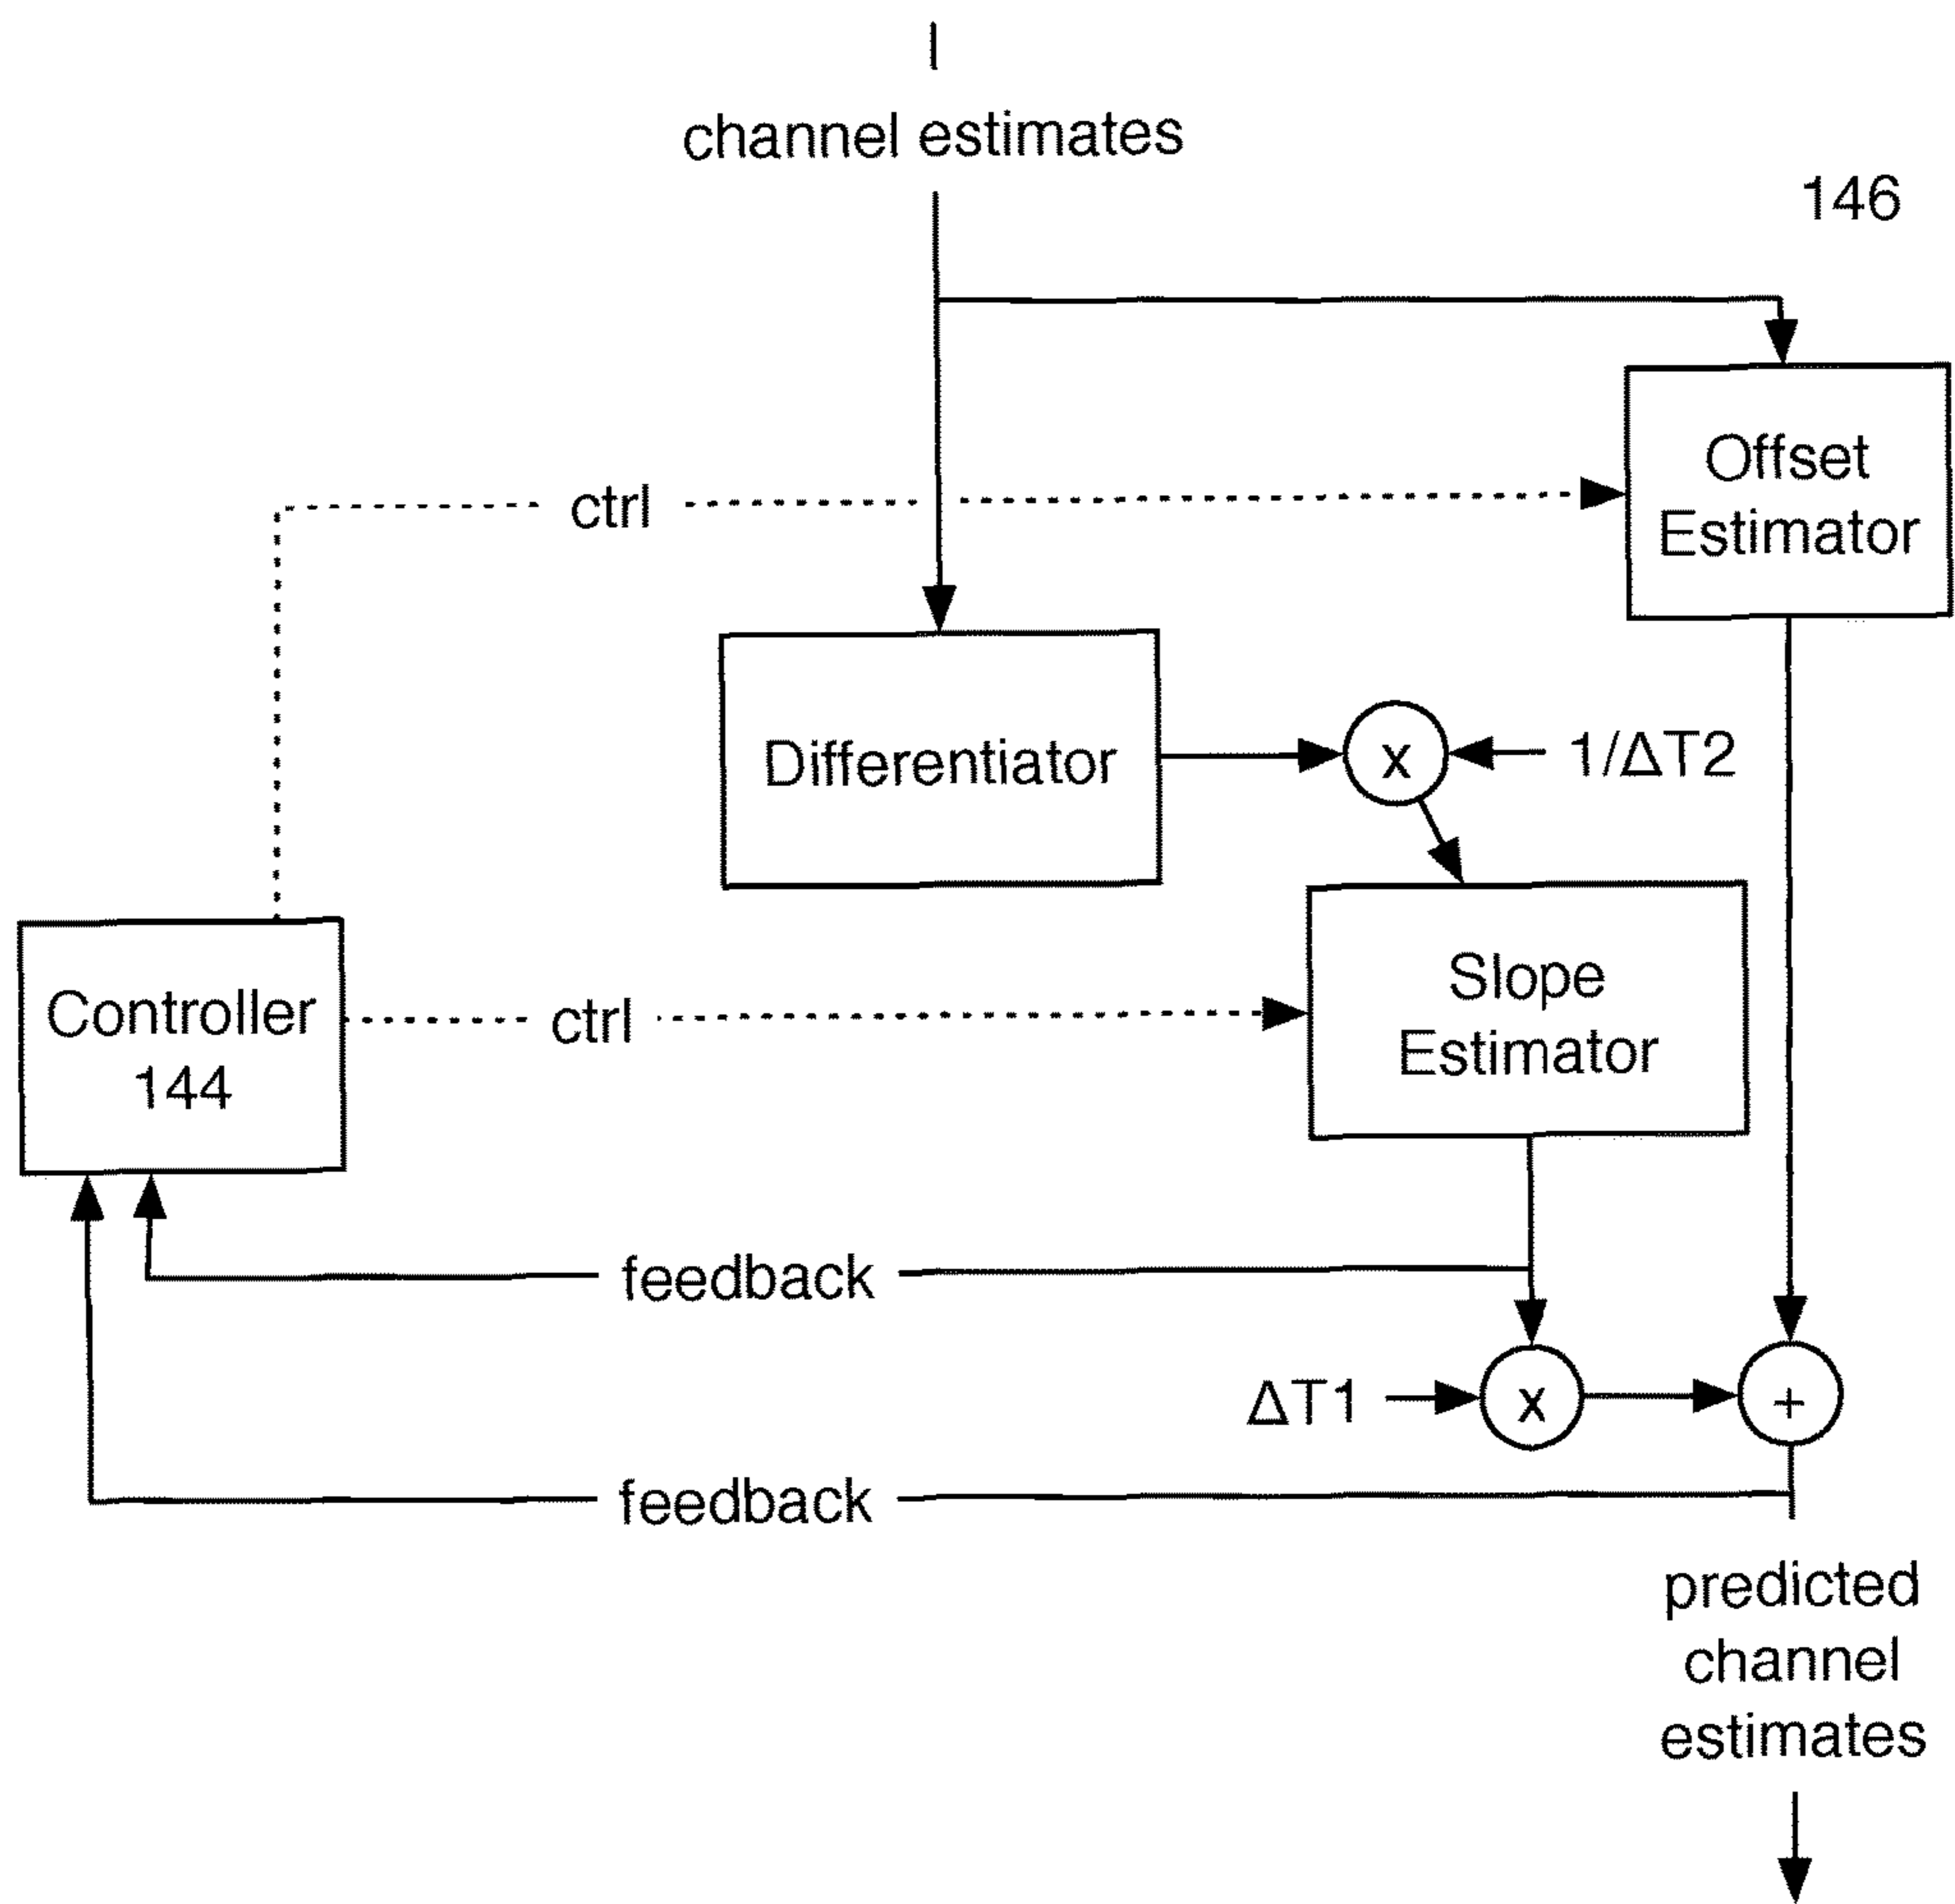 channel estimates
146
Offset
Estimator
ctrl
Differentiator
x
1/ΔT2
Slope
Estimator
Controller
144
ctrl
feedback
ΔT1
x
+
feedback
predicted
channel
estimates